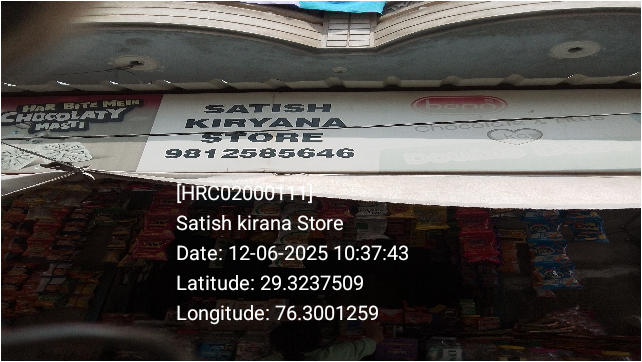 HAR BITE MEIN
CHOCOLATY
MASTI
SATISH
KIRYANA
STORE
9812585646
[HRC02000111]
Satish kirana Store
Date: 12-06-2025 10:37:43
Latitude: 29.3237509
Longitude: 76.3001259